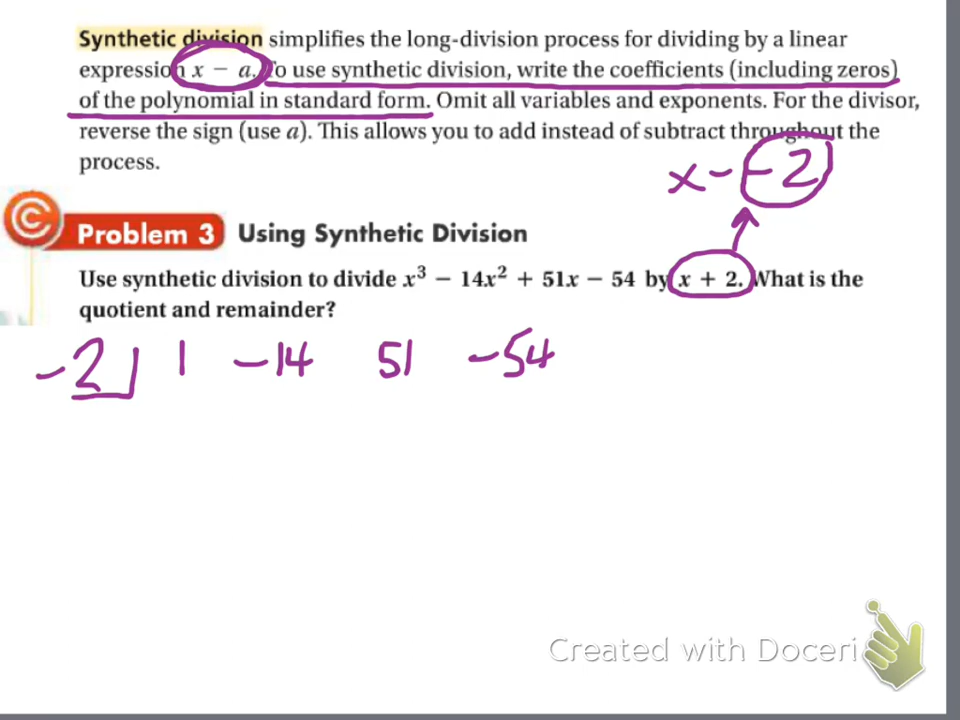 Synthetic division simplifies the long-division process for dividing by a linear
expression x − a. To use synthetic division, write the coefficients (including zeros)
of the polynomial in standard form. Omit all variables and exponents. For the divisor,
reverse the sign (use a). This allows you to add instead of subtract throughout the
process.
x - -2
C
Problem 3 Using Synthetic Division
Use synthetic division to divide x³ − 14x² + 51x − 54 by x + 2. What is the
quotient and remainder?
-2 1 -14 51 -54
Created with Doceri